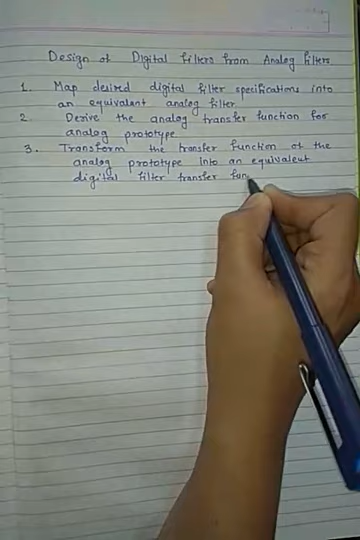 Design of Digital Filters from Analog Filters
1. Map desired digital filter specifications into
an equivalent analog filter.
2. Derive the analog transfer function for
analog prototype
3. Transform the transfer function of the
analog prototype into an equivalent
digital filter transfer fun